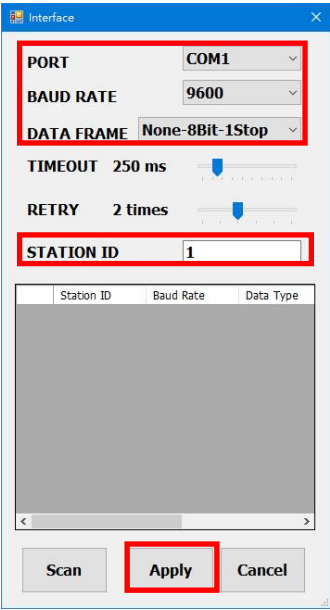 Interface
PORT COM1
BAUD RATE 9600
DATA FRAME None-8Bit-1Stop
TIMEOUT 250 ms
RETRY 2 times
STATION ID 1
Station ID Baud Rate Data Type
Scan Apply Cancel